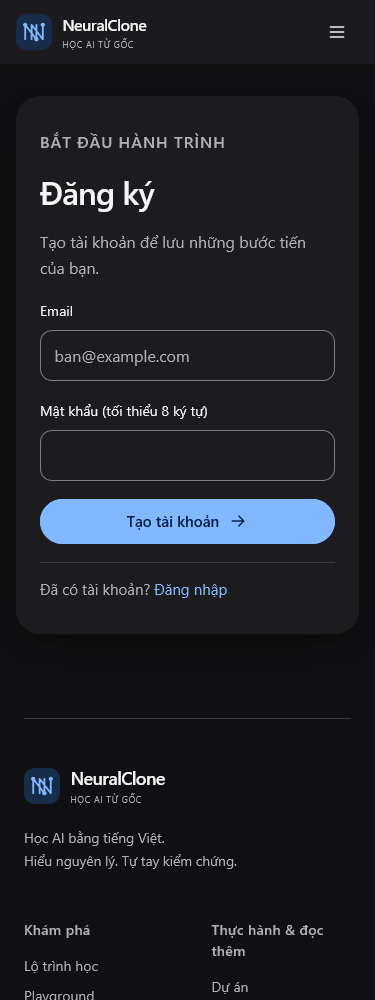 NeuralClone
HỌC AI TỪ GỐC
BẮT ĐẦU HÀNH TRÌNH
Đăng ký
Tạo tài khoản để lưu những bước tiến
của bạn.
Email
ban@example.com
Mật khẩu (tối thiểu 8 ký tự)
Tạo tài khoản →
Đã có tài khoản? Đăng nhập
NeuralClone
HỌC AI TỪ GỐC
Học AI bằng tiếng Việt.
Hiểu nguyên lý. Tự tay kiểm chứng.
Khám phá
Lộ trình học
Playground
Thực hành & đọc
thêm
Dự án